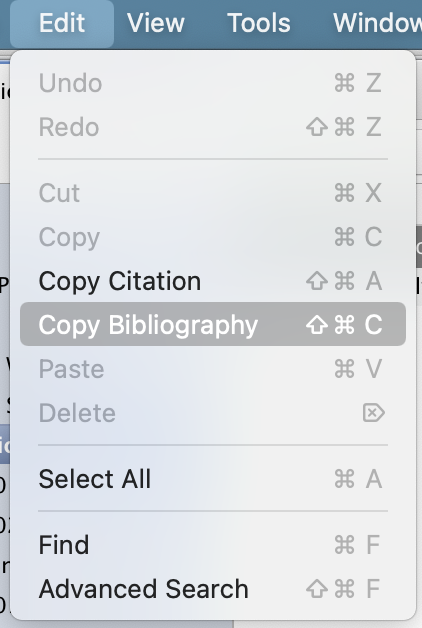 Edit View Tools Window
Undo ⌘ Z
Redo ⇧ ⌘ Z
Cut ⌘ X
Copy ⌘ C
Copy Citation ⇧ ⌘ A
Copy Bibliography ⇧ ⌘ C
Paste ⌘ V
Delete ⌦
Select All ⌘ A
Find ⌘ F
Advanced Search ⇧ ⌘ F